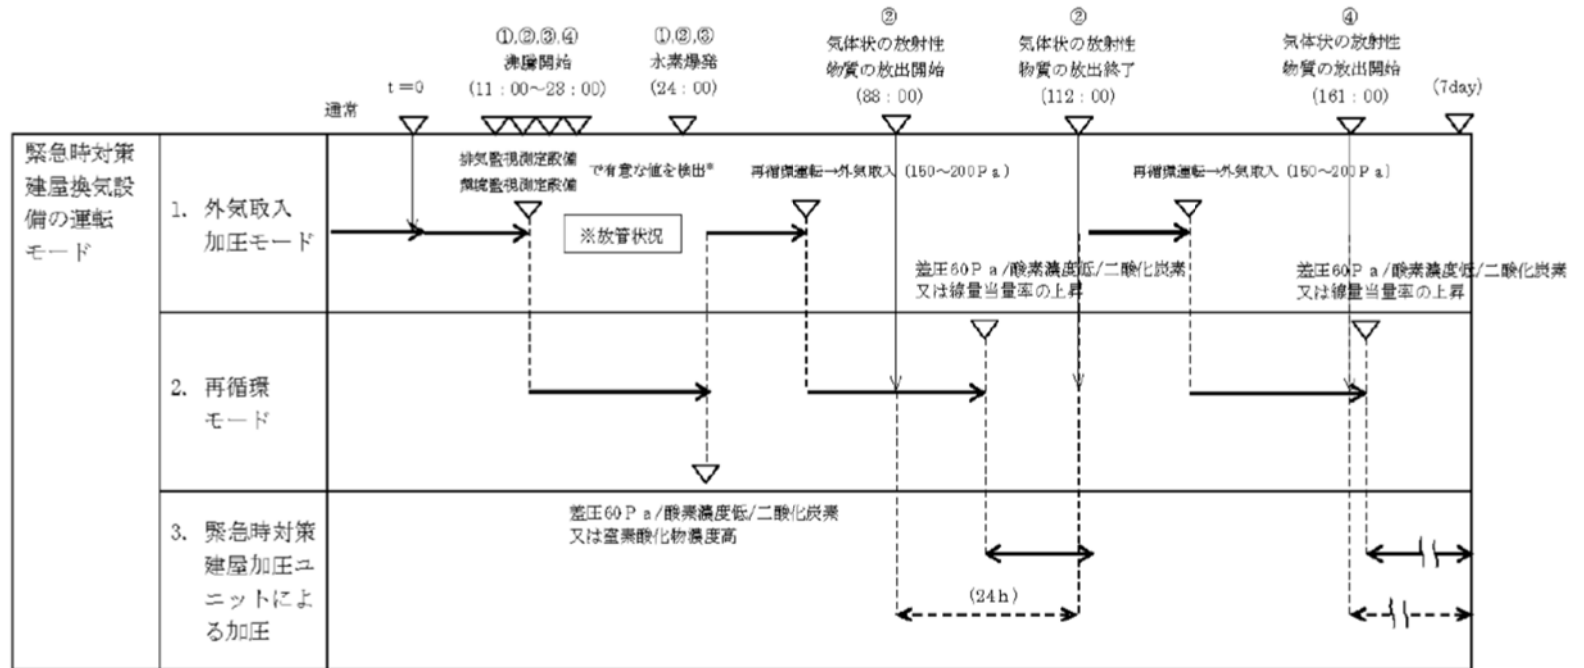 ①,②,③,④
沸騰開始
(11：00～23：00)
①,②,③
水素爆発
(24：00)
②
気体状の放射性
物質の放出開始
(88：00)
②
気体状の放射性
物質の放出終了
(112：00)
④
気体状の放射性
物質の放出開始
(161：00)
(7day)
通常
t＝0
緊急時対策
建屋換気設
備の運転
モード
1. 外気取入
加圧モード
排気監視測定設備
環境監視測定設備
で有意な値を検出*
※放管状況
再循環運転→外気取入 (150～200Pa)
再循環運転→外気取入 (150～200Pa)
差圧60Pa/酸素濃度低/二酸化炭素
又は線量当量率の上昇
差圧60Pa/酸素濃度低/二酸化炭素
又は線量当量率の上昇
2. 再循環
モード
3. 緊急時対策
建屋加圧ユ
ニットによ
る加圧
差圧60Pa/酸素濃度低/二酸化炭素
又は窒素酸化物濃度高
(24h)